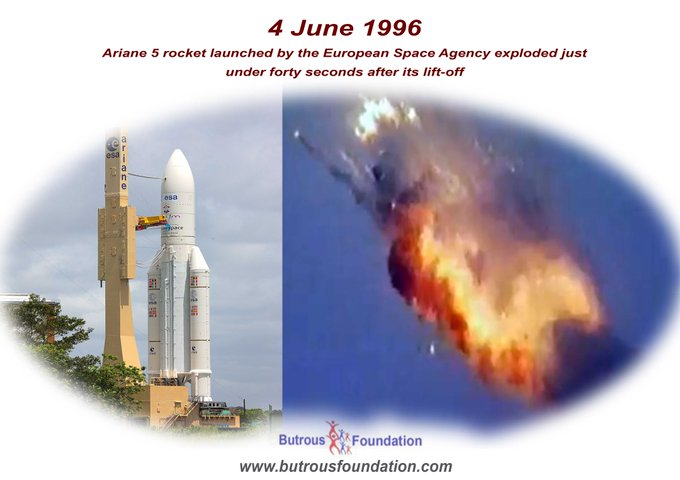 4 June 1996
Ariane 5 rocket launched by the European Space Agency exploded just
under forty seconds after its lift-off
ariane
esa
esa
Butrous Foundation
www.butrousfoundation.com